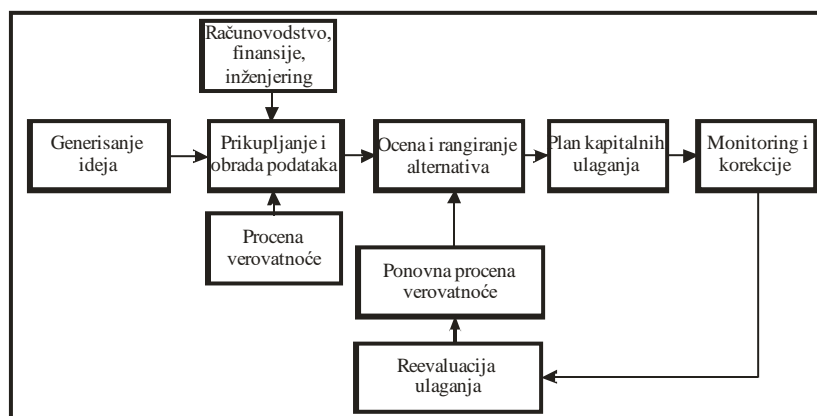 Računovodstvo,
finansije,
inženjering
Generisanje
ideja
Prikupljanje i
obrada podataka
Ocena i rangiranje
alternativa
Plan kapitalnih
ulaganja
Monitoring i
korekcije
Procena
verovatnoće
Ponovna procena
verovatnoće
Reevaluacija
ulaganja